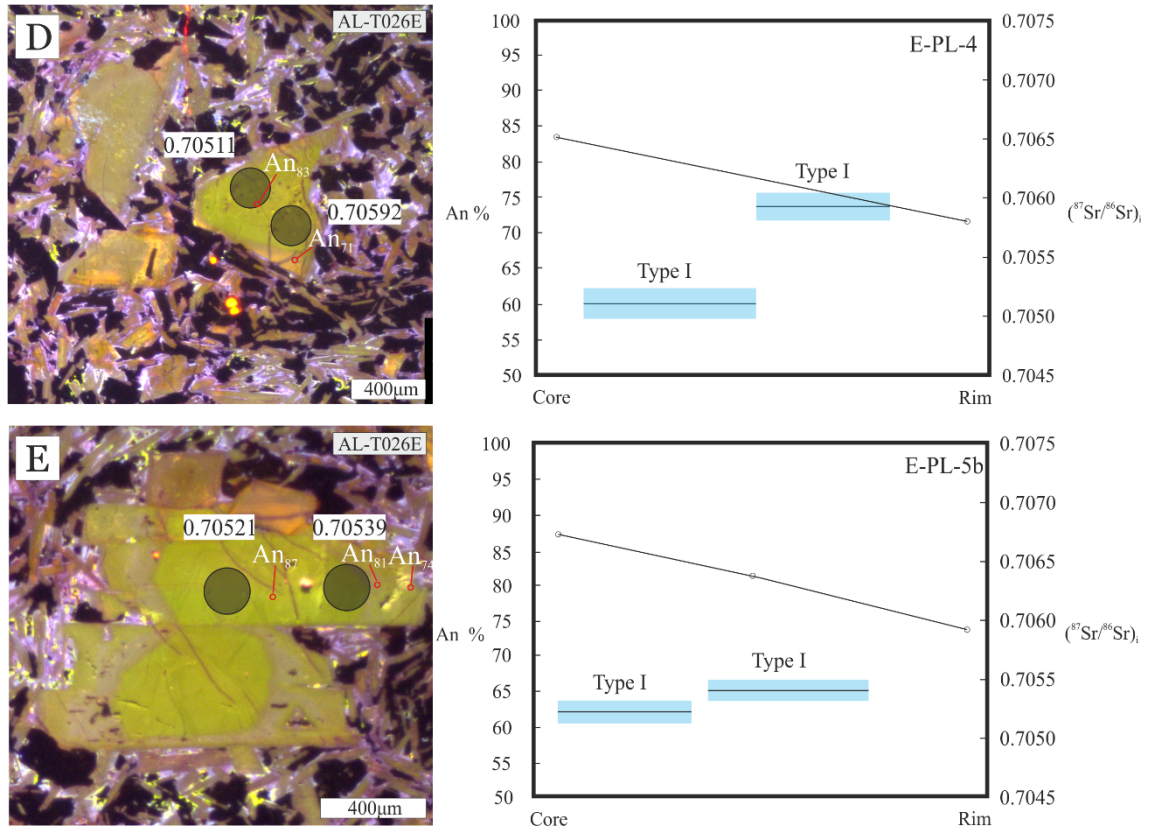 D
AL-T026E
0.70511
An83
0.70592
An71
400μm
E-PL-4
100
95
90
85
80
75
70
65
60
55
50
An %
Type I
Type I
0.7075
0.7070
0.7065
0.7060
0.7055
0.7050
0.7045
(87Sr/86Sr)i
Core
Rim
E
AL-T026E
0.70521
0.70539
An87
An81
An74
400μm
E-PL-5b
100
95
90
85
80
75
70
65
60
55
50
An %
Type I
Type I
0.7075
0.7070
0.7065
0.7060
0.7055
0.7050
0.7045
(87Sr/86Sr)i
Core
Rim